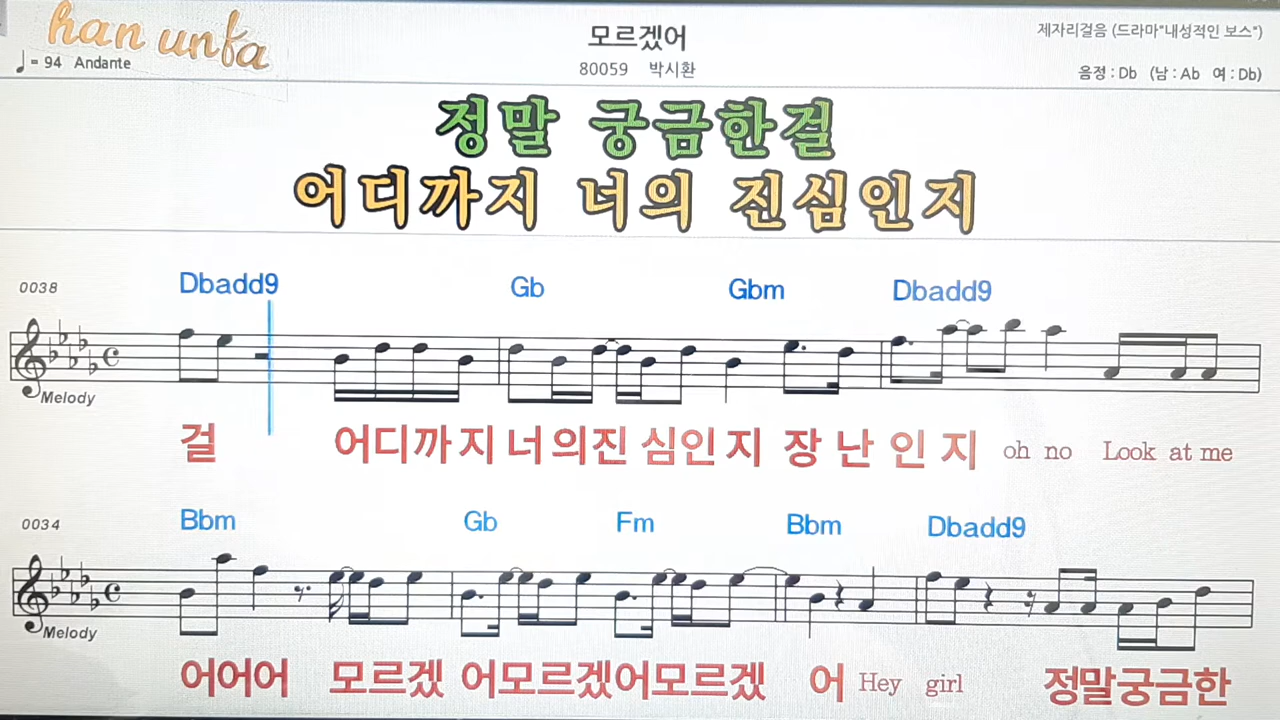 han unfa
모르겠어
제자리걸음 (드라마"내성적인 보스")
♩ = 94 Andante
80059 박시환
음정 : Db (남 : Ab 여 : Db)
정말 궁금한걸
어디까지 너의 진심인지
0038 Dbadd9 Gb Gbm Dbadd9
Melody
걸 어디까지너의진 심인지 장난인지 oh no Look at me
0034 Bbm Gb Fm Bbm Dbadd9
Melody
어어어 모르겠 어모르겠어모르겠 어 Hey girl 정말궁금한